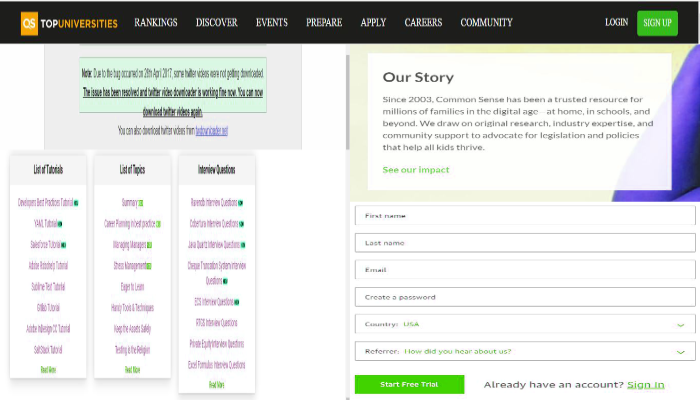 QS TOPUNIVERSITIES RANKINGS DISCOVER EVENTS PREPARE APPLY CAREERS COMMUNITY LOGIN SIGN UP
Note: Due to the bug occurred on 28th April 2017, some twitter videos were not getting downloaded.
The issue has been resolved and twitter video downloader is working fine now. You can now
download twitter videos again.
You can also download twitter videos from twdownloader.net
List of Tutorials
Developers Best Practices Tutorial
YAML Tutorial
Salesforce Tutorial
Adobe Robohelp Tutorial
Sublime Text Tutorial
GitLab Tutorial
Adobe InDesign CC Tutorial
SaltStack Tutorial
Read More
List of Topics
Summary
Career Planning nd best practice
Managing Managers
Stress Management
Eager to Learn
Handy Tools & Techniques
Keep the Assets Safely
Testing is the Religion
Read More
Interview Questions
Ravendb Interview Questions
Cobertura Interview Questions
Java Quartz Interview Questions
Cheque Truncation System Interview
Questions
ECS Interview Questions
RTGS Interview Questions
Private Equity Interview Questions
Excel Formulas Interview Questions
Read More
Our Story
Since 2003, Common Sense has been a trusted resource for
millions of families in the digital age—at home, in schools, and
beyond. We draw on original research, industry expertise, and
community support to advocate for legislation and policies
that help all kids thrive.
See our impact
First name
Last name
Email
Create a password
Country: USA
Referrer: How did you hear about us?
Start Free Trial Already have an account? Sign in